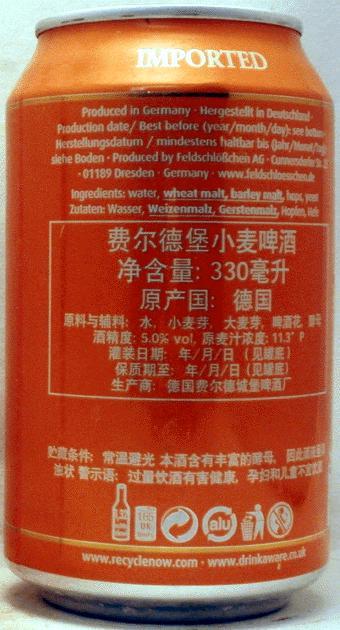 IMPORTED
Produced in Germany · Hergestellt in Deutschland ·
Production date/ Best before (year/month/day): see bottom ·
Herstellungsdatum / mindestens haltbar bis (Jahr/Monat/Tag):
siehe Boden · Produced by Feldschlößchen AG · Cunnersdorfer Str.
· 01189 Dresden · Germany · www.feldschloesschen.de
Ingredients: water, wheat malt, barley malt, hops, yeast
Zutaten: Wasser, Weizenmalz, Gerstenmalz, Hopfen, Hefe
费尔德堡小麦啤酒
净含量: 330毫升
原产国: 德国
原料与辅料: 水, 小麦芽, 大麦芽, 啤酒花, 酵母
酒精度: 5.0% vol, 原麦汁浓度: 11.3° P
灌装日期: 年/月/日 (见罐底)
保质期至: 年/月/日 (见罐底)
生产商: 德国费尔德城堡啤酒厂
贮藏条件: 常温避光 本酒含有丰富的酵母, 因此酒液呈
浊状 警示语: 过量饮酒有害健康, 孕妇和儿童不宜饮酒
alu
www.recyclenow.com · www.drinkaware.co.uk